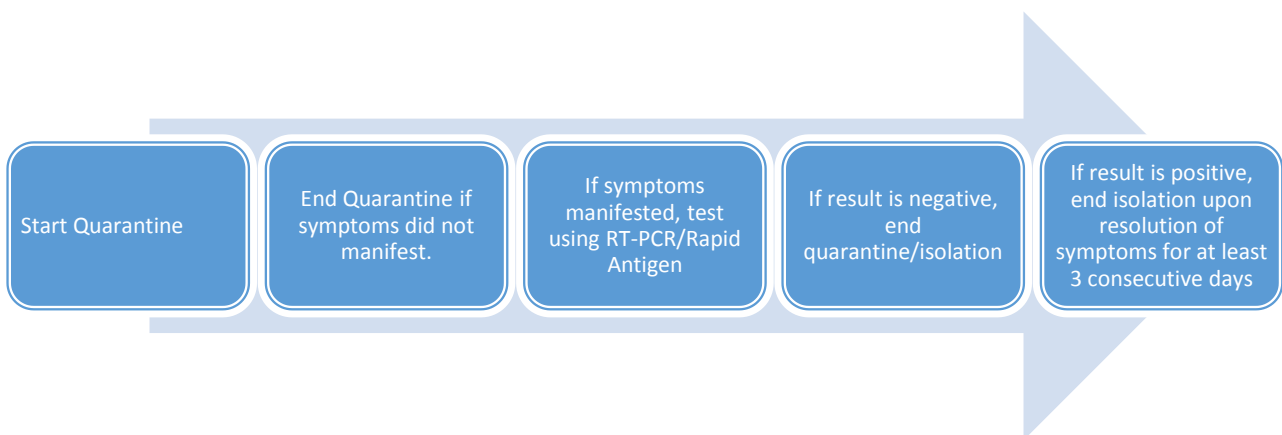 Start Quarantine
End Quarantine if
symptoms did not
manifest.
If symptoms
manifested, test
using RT-PCR/Rapid
Antigen
If result is negative,
end
quarantine/isolation
If result is positive,
end isolation upon
resolution of
symptoms for at least
3 consecutive days